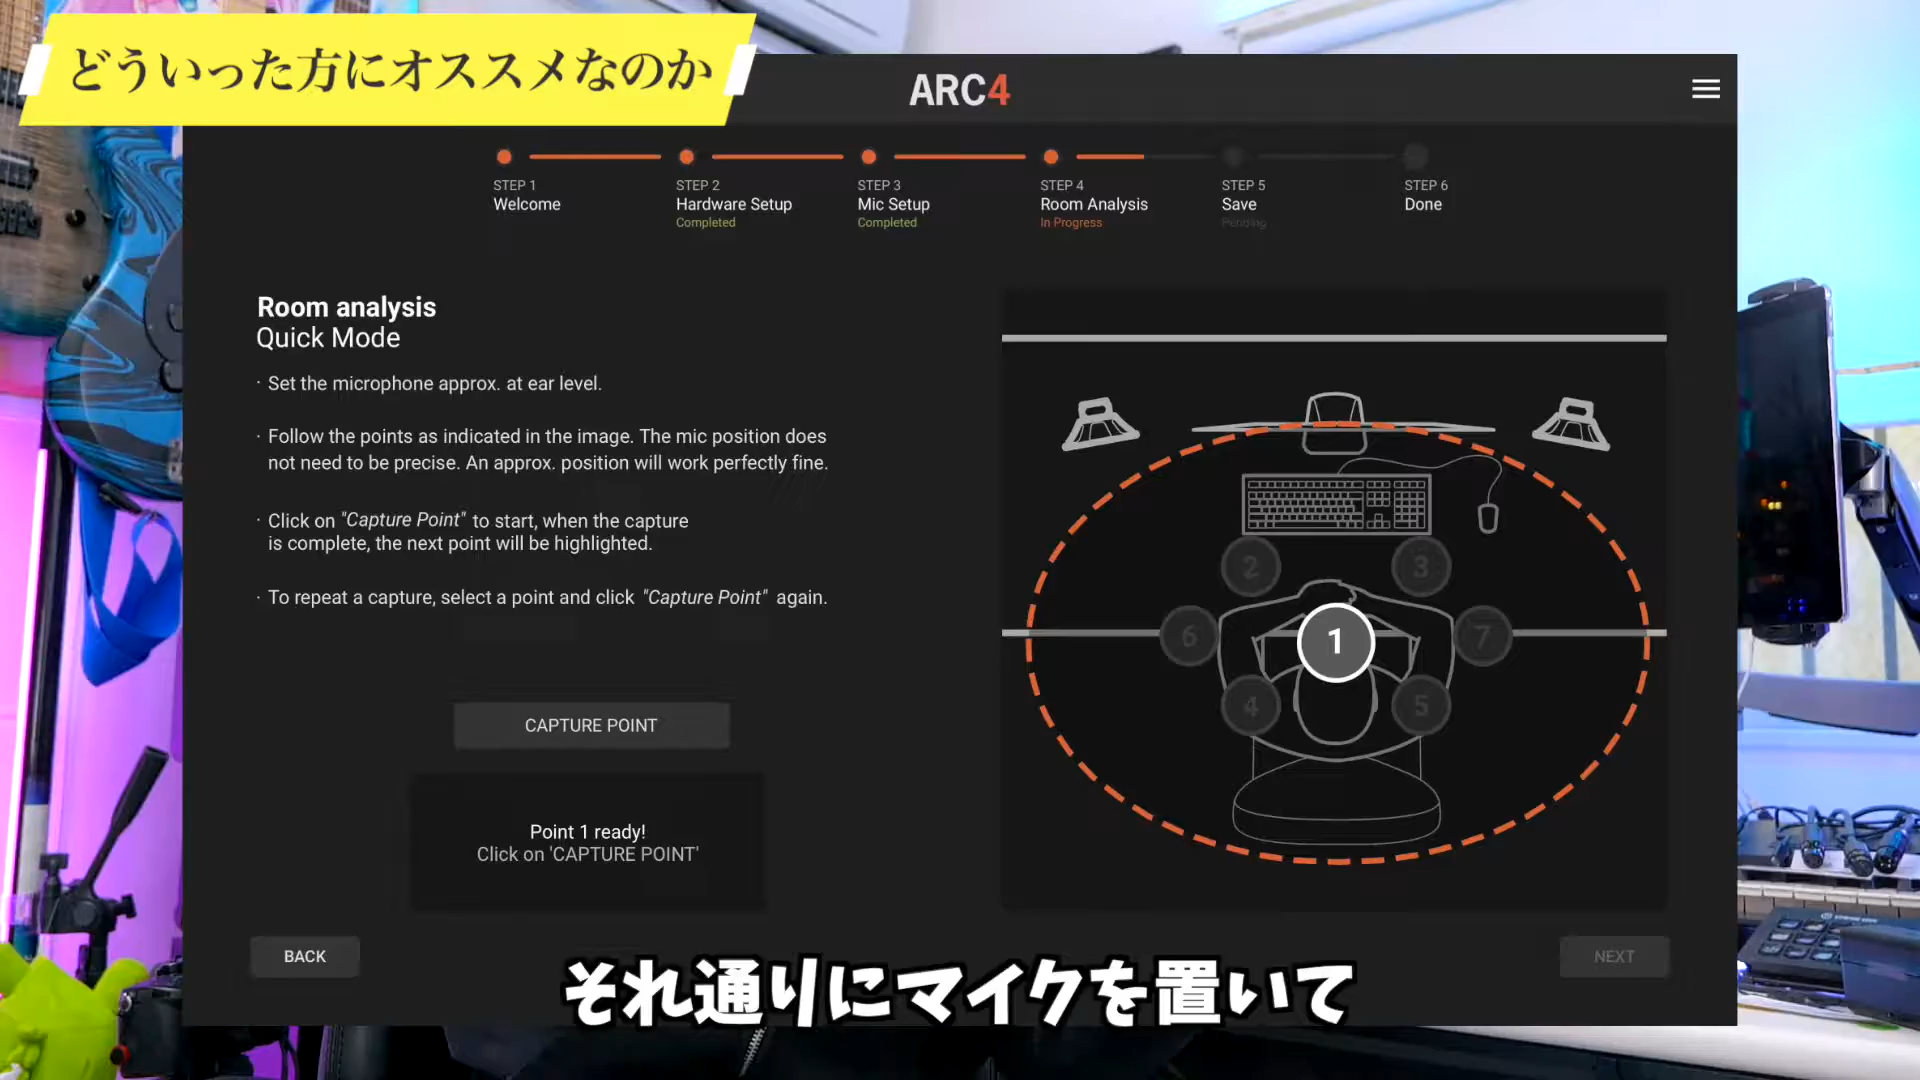 どういった方にオススメなのか
ARC4
STEP 1
Welcome
STEP 2
Hardware Setup
Completed
STEP 3
Mic Setup
Completed
STEP 4
Room Analysis
In Progress
STEP 5
Save
Pending
STEP 6
Done
Room analysis
Quick Mode
· Set the microphone approx. at ear level.
· Follow the points as indicated in the image. The mic position does
not need to be precise. An approx. position will work perfectly fine.
· Click on "Capture Point" to start, when the capture
is complete, the next point will be highlighted.
· To repeat a capture, select a point and click "Capture Point" again.
CAPTURE POINT
Point 1 ready!
Click on 'CAPTURE POINT'
2
3
6
1
7
4
5
BACK
NEXT
それ通りにマイクを置いて